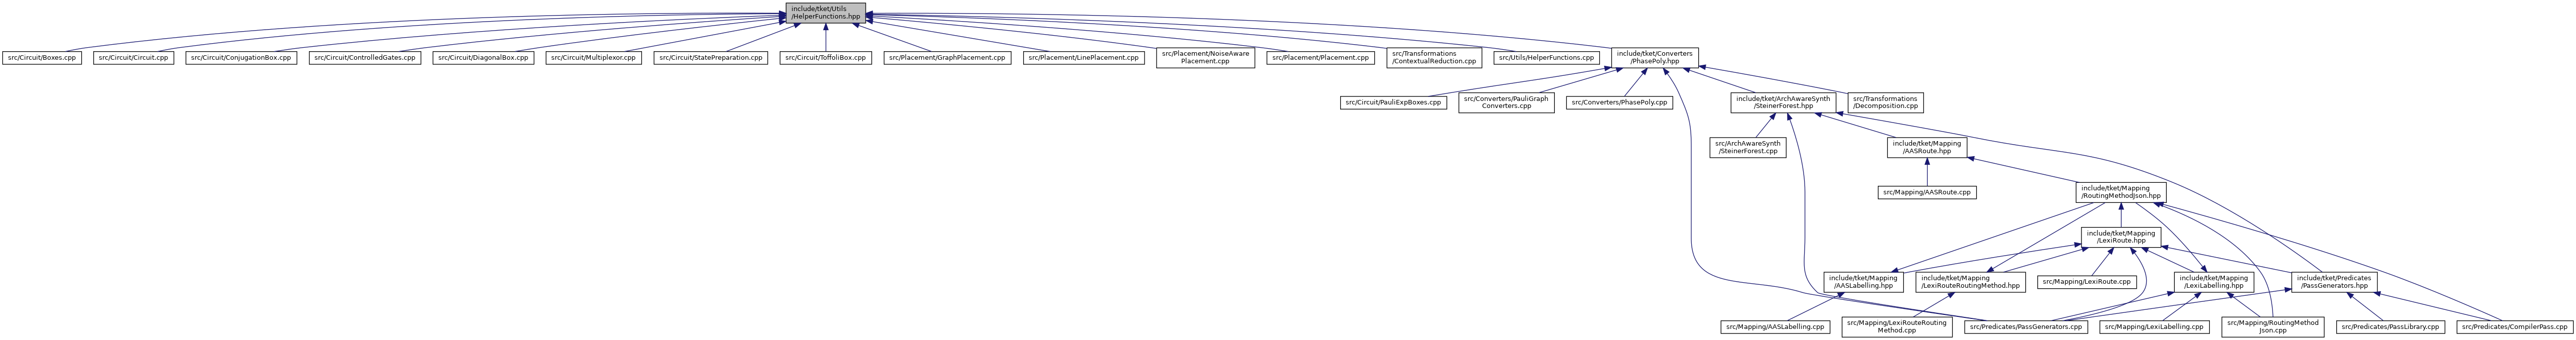 include/tket/Utils
/HelperFunctions.hpp
src/Circuit/Boxes.cpp
src/Circuit/Circuit.cpp
src/Circuit/ConjugationBox.cpp
src/Circuit/ControlledGates.cpp
src/Circuit/DiagonalBox.cpp
src/Circuit/Multiplexor.cpp
src/Circuit/StatePreparation.cpp
src/Circuit/ToffoliBox.cpp
src/Placement/GraphPlacement.cpp
src/Placement/LinePlacement.cpp
src/Placement/NoiseAware
Placement.cpp
src/Placement/Placement.cpp
src/Transformations
/ContextualReduction.cpp
src/Utils/HelperFunctions.cpp
include/tket/Converters
/PhasePoly.hpp
src/Circuit/PauliExpBoxes.cpp
src/Converters/PauliGraph
Converters.cpp
src/Converters/PhasePoly.cpp
include/tket/ArchAwareSynth
/SteinerForest.hpp
src/Transformations
/Decomposition.cpp
src/ArchAwareSynth
/SteinerForest.cpp
include/tket/Mapping
/AASRoute.hpp
src/Mapping/AASRoute.cpp
include/tket/Mapping
/RoutingMethodJson.hpp
include/tket/Mapping
/LexiRoute.hpp
include/tket/Mapping
/AASLabelling.hpp
include/tket/Mapping
/LexiRouteRoutingMethod.hpp
src/Mapping/LexiRoute.cpp
include/tket/Mapping
/LexiLabelling.hpp
include/tket/Predicates
/PassGenerators.hpp
src/Mapping/AASLabelling.cpp
src/Mapping/LexiRouteRouting
Method.cpp
src/Predicates/PassGenerators.cpp
src/Mapping/LexiLabelling.cpp
src/Mapping/RoutingMethod
Json.cpp
src/Predicates/PassLibrary.cpp
src/Predicates/CompilerPass.cpp